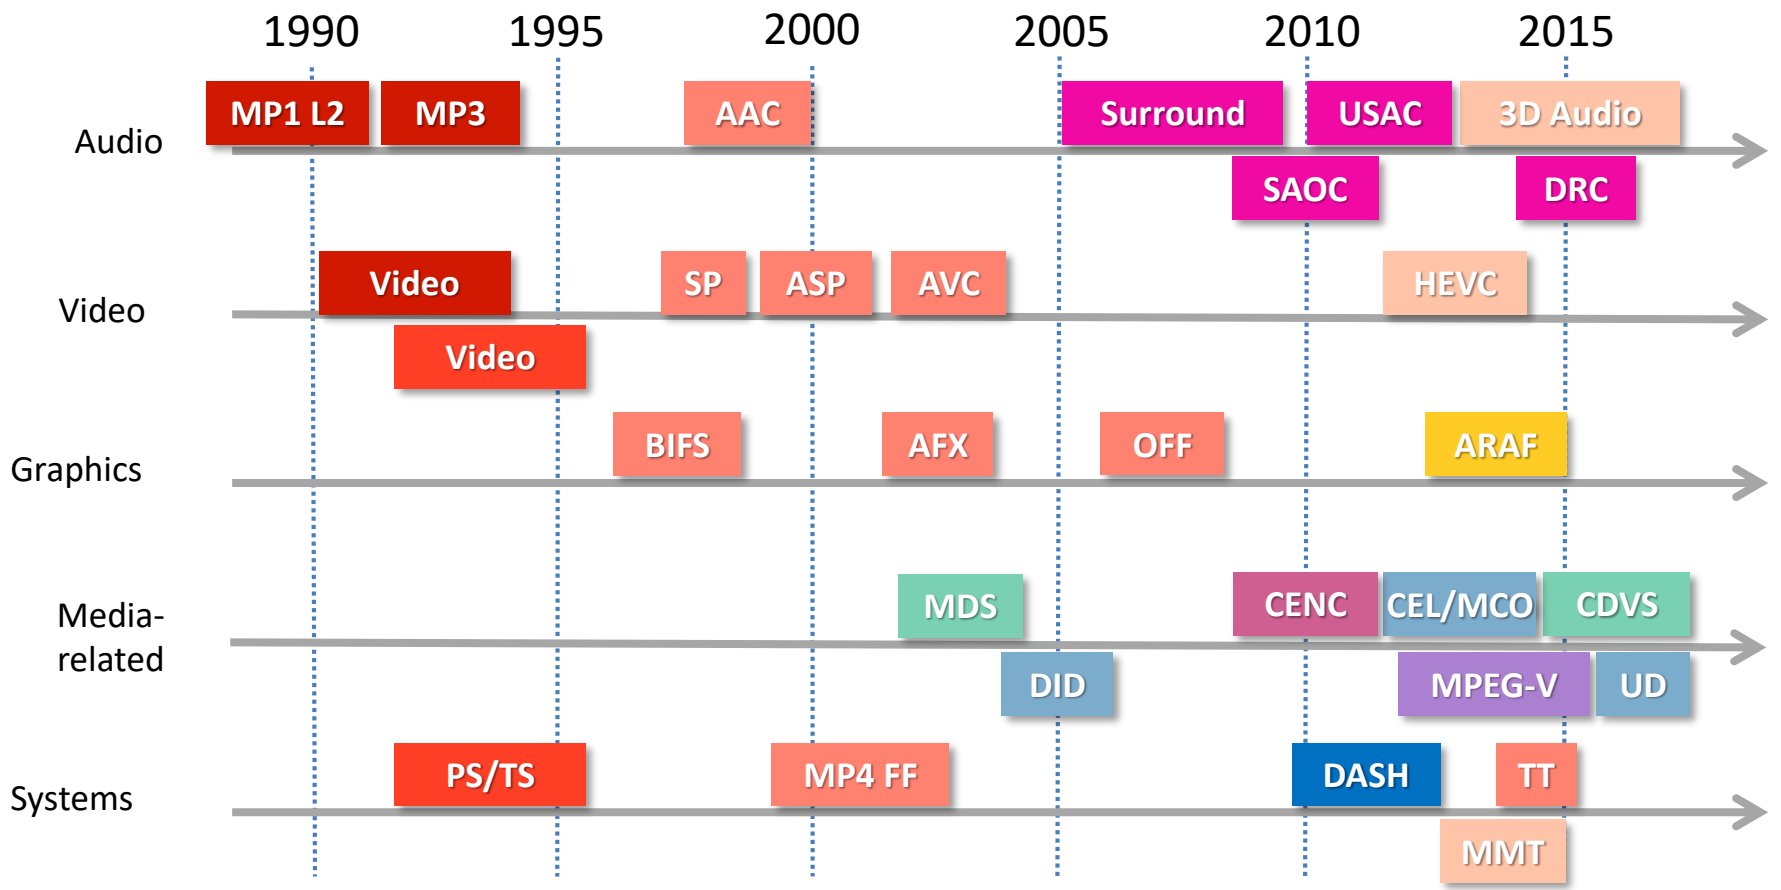 1990 1995 2000 2005 2010 2015
MP1 L2 MP3 AAC Surround USAC 3D Audio
Audio
SAOC DRC
Video SP ASP AVC HEVC
Video
Video
BIFS AFX OFF ARAF
Graphics
MDS CENC CEL/MCO CDVS
Media-
related
DID MPEG-V UD
PS/TS MP4 FF DASH TT
Systems
MMT